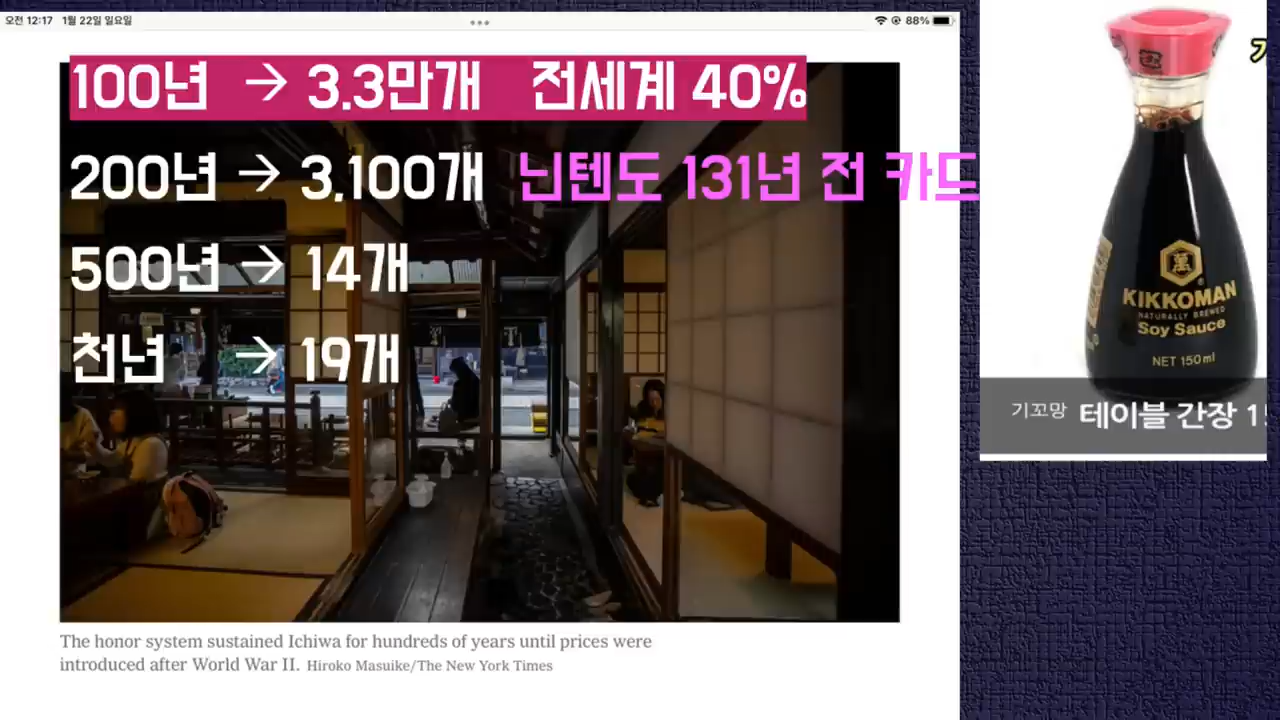 오전 12:17 1월 22일 일요일
88%
100년 → 3.3만개 전세계 40%
200년 → 3,100개 닌텐도 131년 전 카드
500년 → 14개
천년 → 19개
The honor system sustained Ichiwa for hundreds of years until prices were
introduced after World War II. Hiroko Masuike/The New York Times
萬
KIKKOMAN
NATURALLY BREWED
Soy Sauce
NET 150ml
기꼬망 테이블 간장